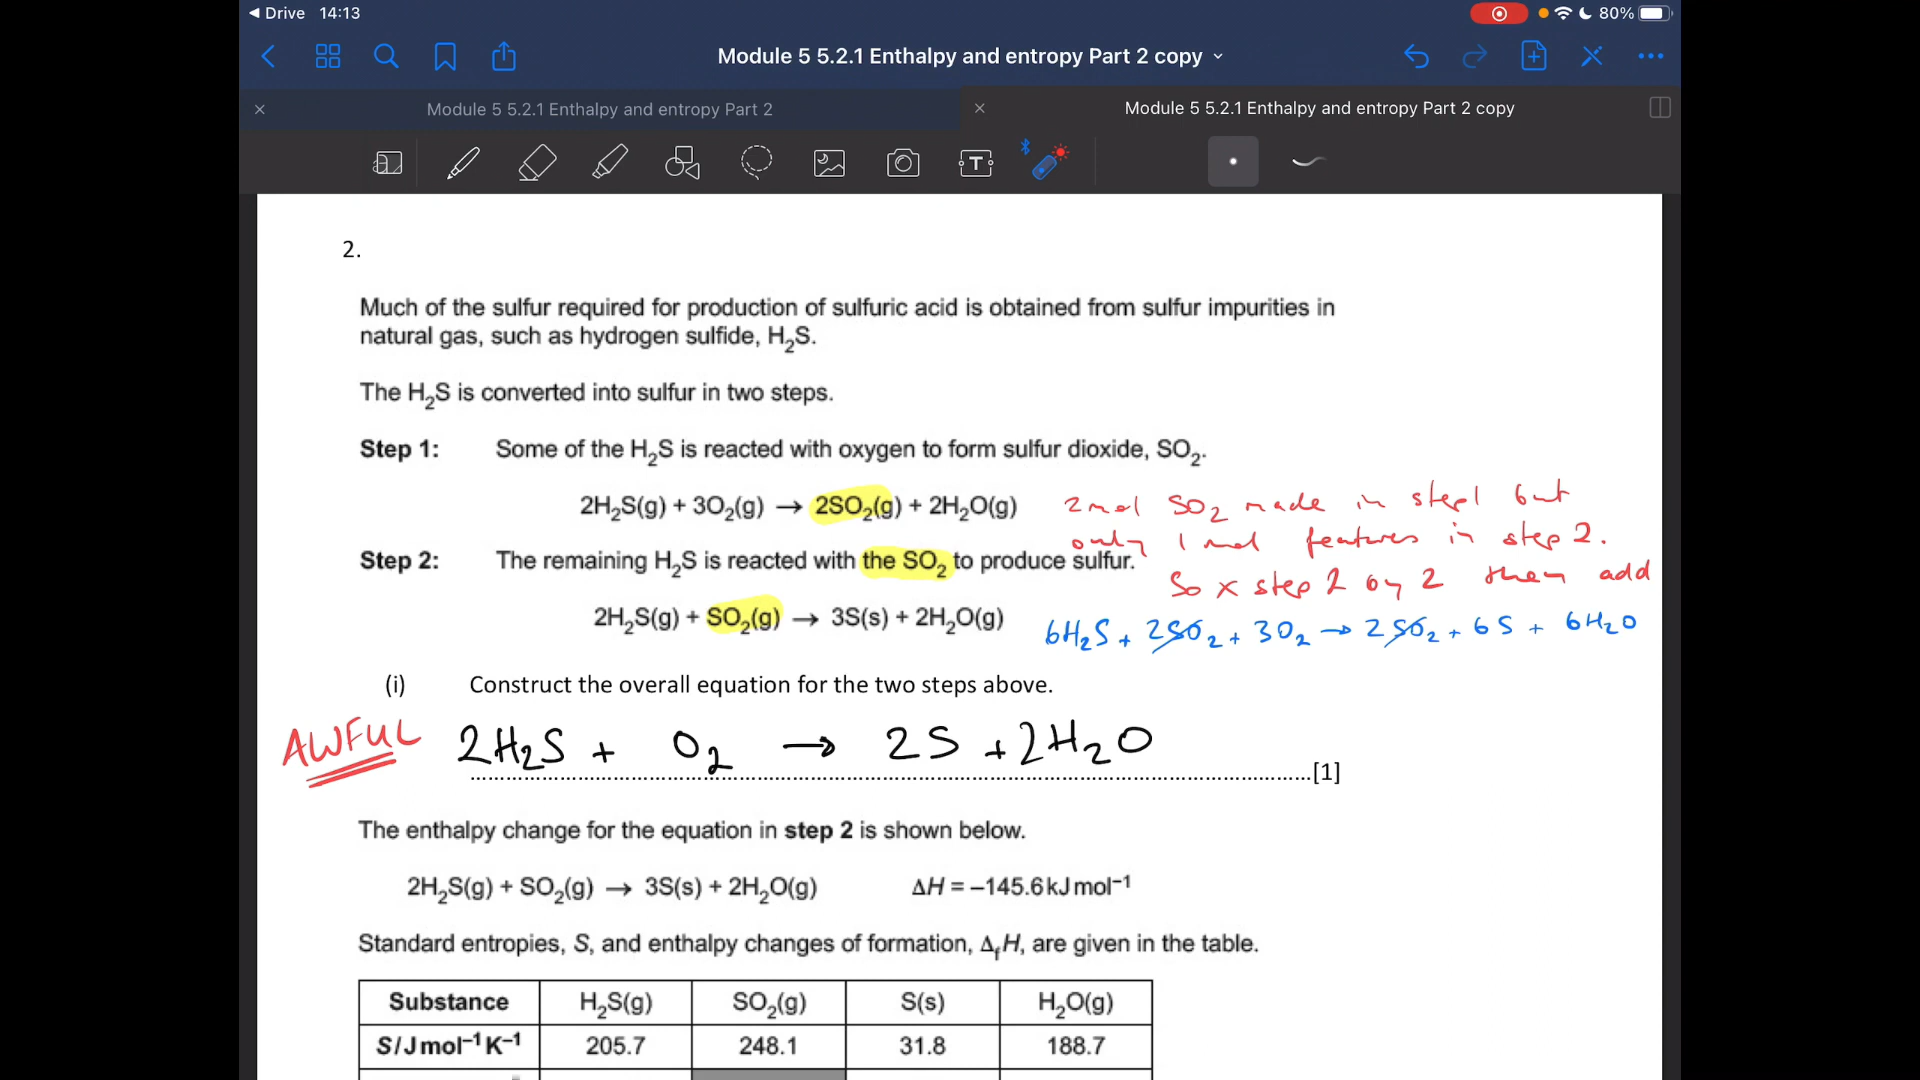 Drive 14:13 80%
Module 5 5.2.1 Enthalpy and entropy Part 2 copy
Module 5 5.2.1 Enthalpy and entropy Part 2
Module 5 5.2.1 Enthalpy and entropy Part 2 copy
2.
Much of the sulfur required for production of sulfuric acid is obtained from sulfur impurities in
natural gas, such as hydrogen sulfide, H₂S.
The H₂S is converted into sulfur in two steps.
Step 1: Some of the H₂S is reacted with oxygen to form sulfur dioxide, SO₂.
2H₂S(g) + 3O₂(g) → 2SO₂(g) + 2H₂O(g)
2 mol SO₂ made in step 1 but
only 1 mol features in step 2.
Step 2: The remaining H₂S is reacted with the SO₂ to produce sulfur.
So x step 2 by 2 then add
2H₂S(g) + SO₂(g) → 3S(s) + 2H₂O(g)
6H₂S + 2SO₂ + 3O₂ → 2SO₂ + 6S + 6H₂O
(i) Construct the overall equation for the two steps above.
AWFUL 2H₂S + O₂ → 2S + 2H₂O
[1]
The enthalpy change for the equation in step 2 is shown below.
2H₂S(g) + SO₂(g) → 3S(s) + 2H₂O(g) ΔH = –145.6 kJ mol⁻¹
Standard entropies, S, and enthalpy changes of formation, ΔfH, are given in the table.
Substance H₂S(g) SO₂(g) S(s) H₂O(g)
S/J mol⁻¹ K⁻¹ 205.7 248.1 31.8 188.7